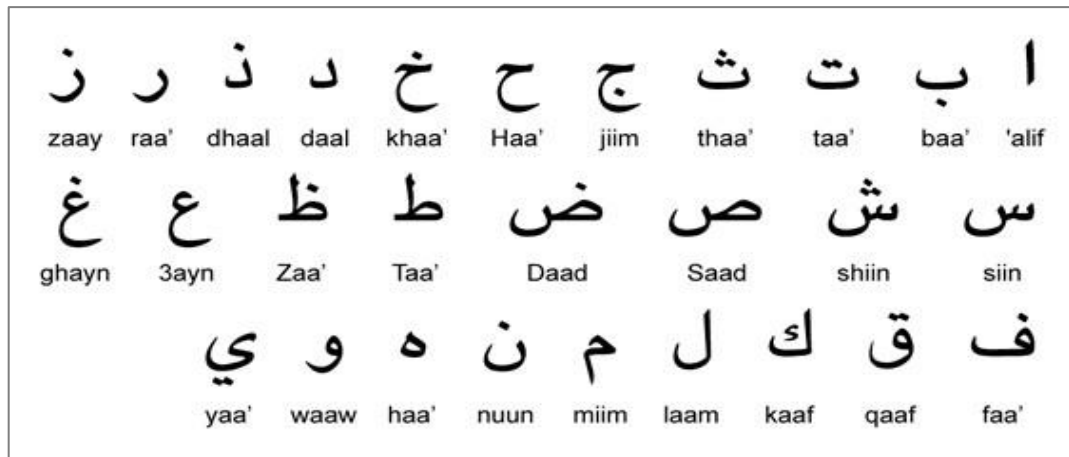 ا ب ت ث ج ح خ د ذ ر ز
'alif baa' taa' thaa' jiim Haa' khaa' daal dhaal raa' zaay
س ش ص ض ط ظ ع غ
siin shiin Saad Daad Taa' Zaa' 3ayn ghayn
ف ق ك ل م ن ه و ي
faa' qaaf kaaf laam miim nuun haa' waaw yaa'